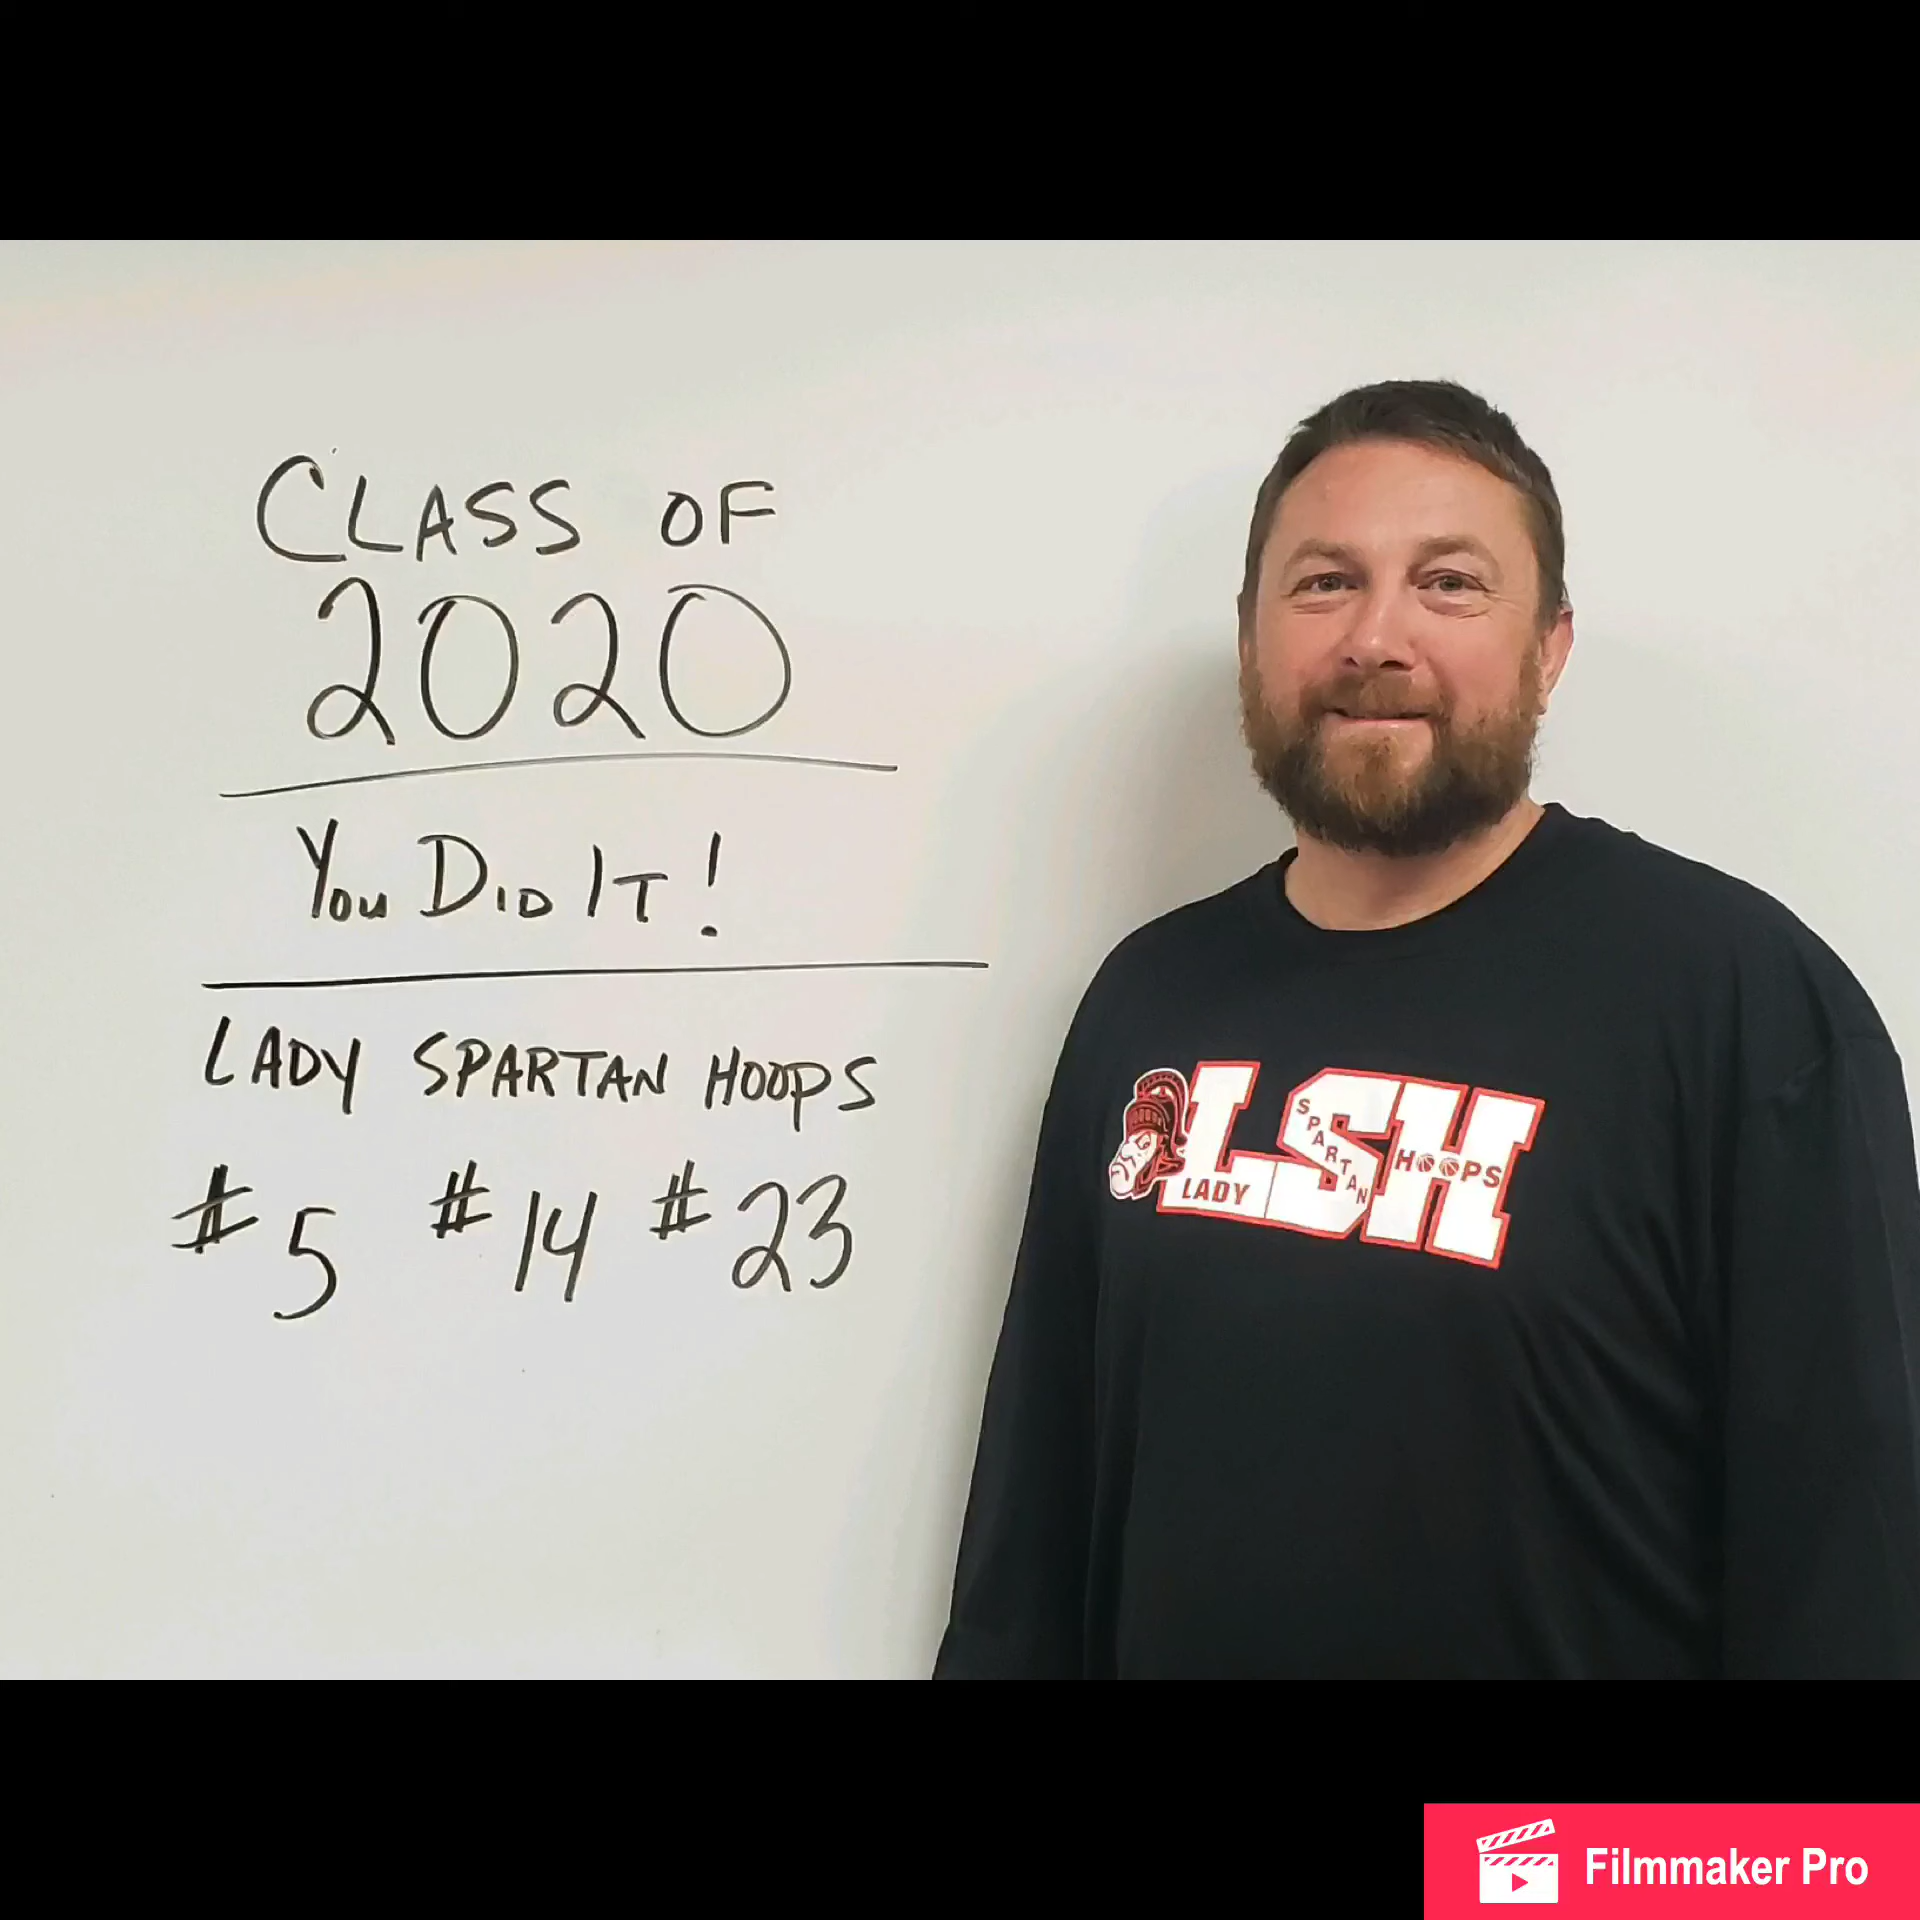 CLASS OF
2020
YOU DID IT!
LADY SPARTAN HOOPS
#5 #14 #23
LSH
LADY
SPARTAN
HOOPS
Filmmaker Pro